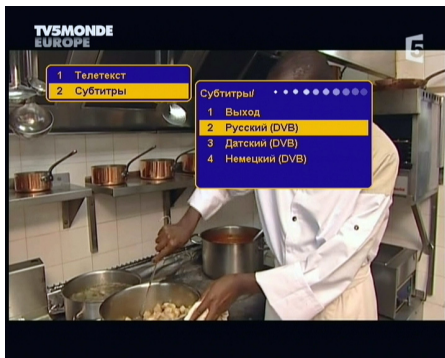 TV5MONDE
EUROPE
5
1 Телетекст
2 Субтитры
Субтитры/
1 Выход
2 Русский (DVB)
3 Датский (DVB)
4 Немецкий (DVB)